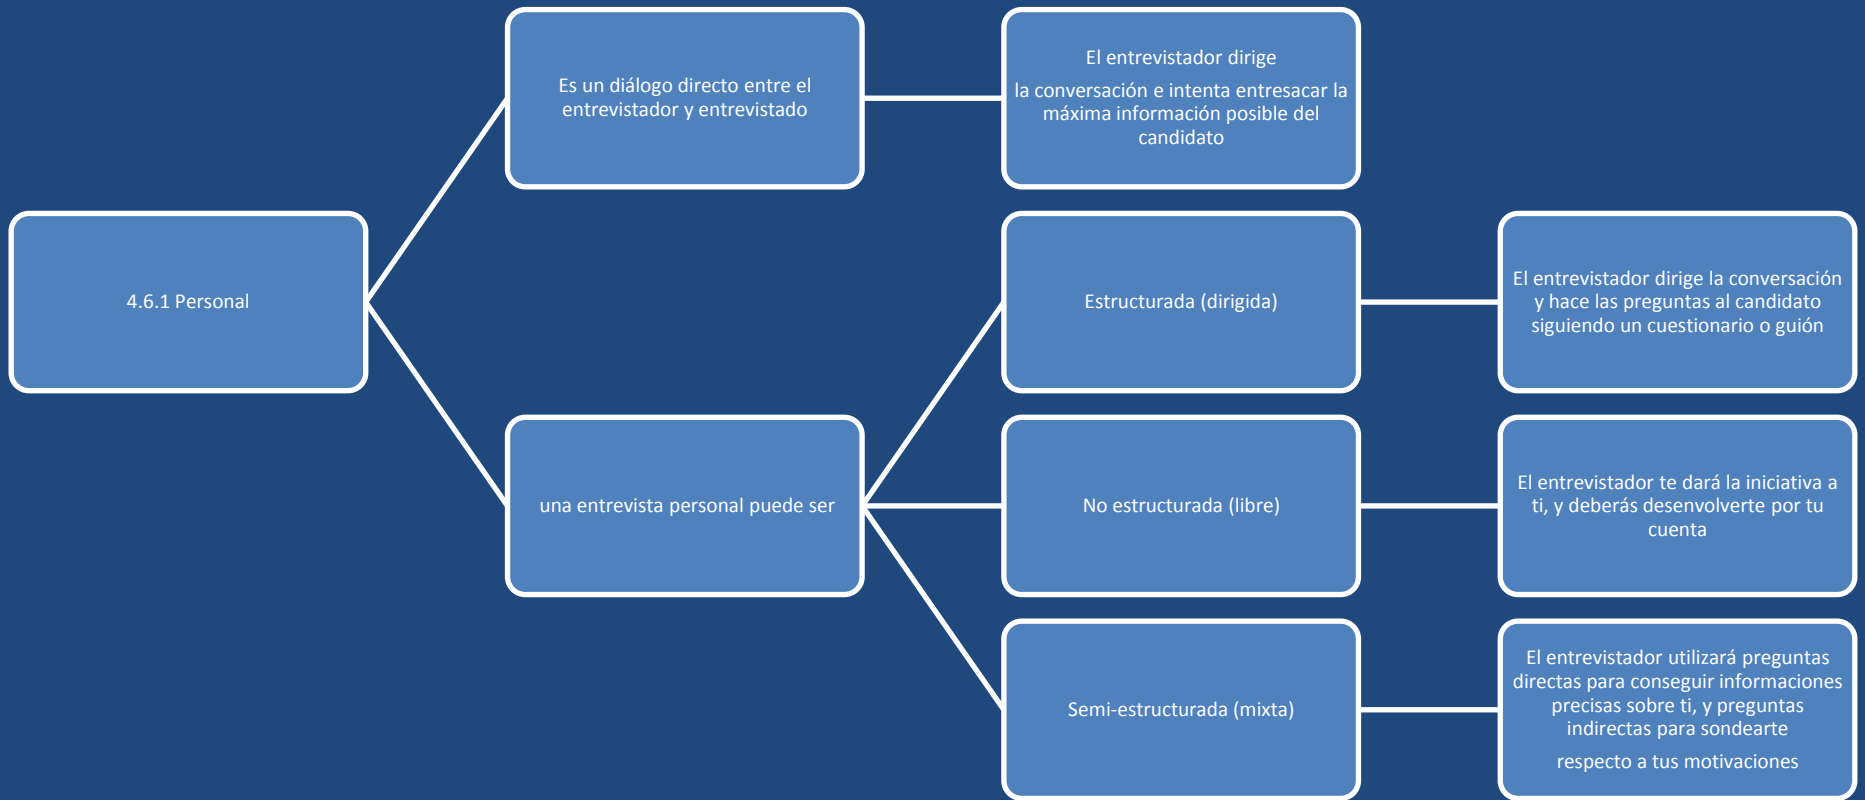 4.6.1 Personal
Es un diálogo directo entre el
entrevistador y entrevistado
El entrevistador dirige
la conversación e intenta entresacar la
máxima información posible del
candidato
una entrevista personal puede ser
Estructurada (dirigida)
El entrevistador dirige la conversación
y hace las preguntas al candidato
siguiendo un cuestionario o guión
No estructurada (libre)
El entrevistador te dará la iniciativa a
ti, y deberás desenvolverte por tu
cuenta
Semi-estructurada (mixta)
El entrevistador utilizará preguntas
directas para conseguir informaciones
precisas sobre ti, y preguntas
indirectas para sondearte
respecto a tus motivaciones